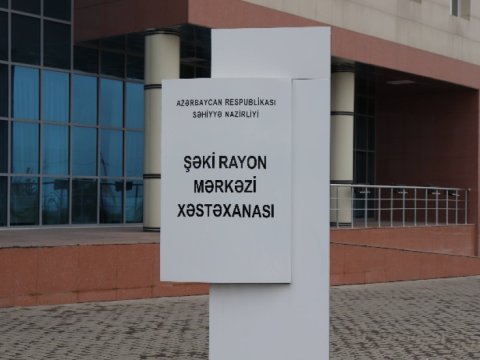 AZƏRBAYCAN RESPUBLİKASI
SƏHİYYƏ NAZİRLİYİ
ŞƏKİ RAYON
MƏRKƏZİ
XƏSTƏXANASI